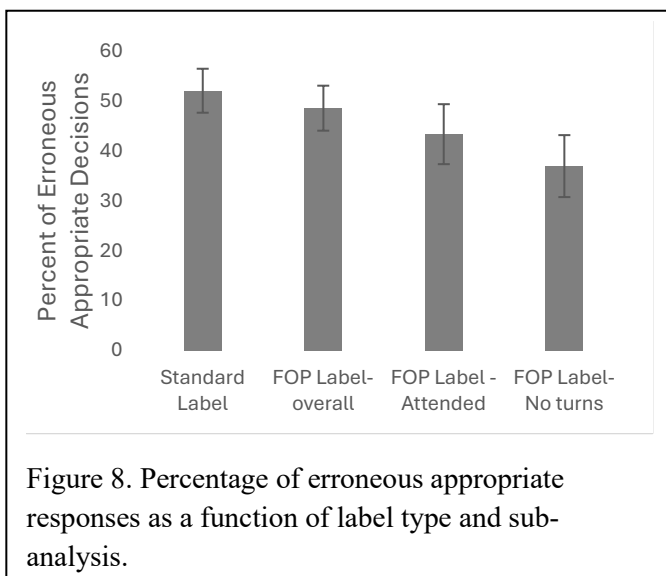 Percent of Erroneous
Appropriate Decisions
60
50
40
30
20
10
0
Standard
Label
FOP Label-
overall
FOP Label -
Attended
FOP Label-
No turns
Figure 8. Percentage of erroneous appropriate
responses as a function of label type and sub-
analysis.